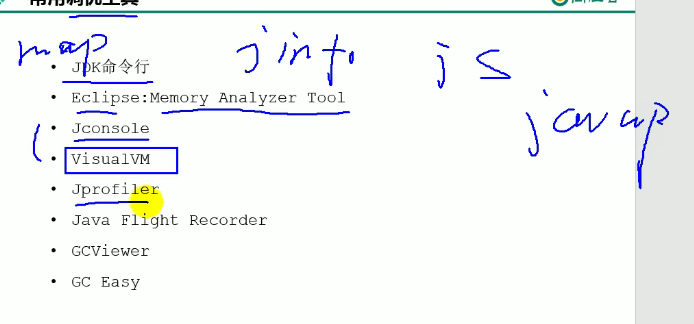 常用调优工具
map jinfo js
• JDK命令行
javap
• Eclipse:Memory Analyzer Tool
• Jconsole
• VisualVM
• Jprofiler
• Java Flight Recorder
• GCViewer
• GC Easy